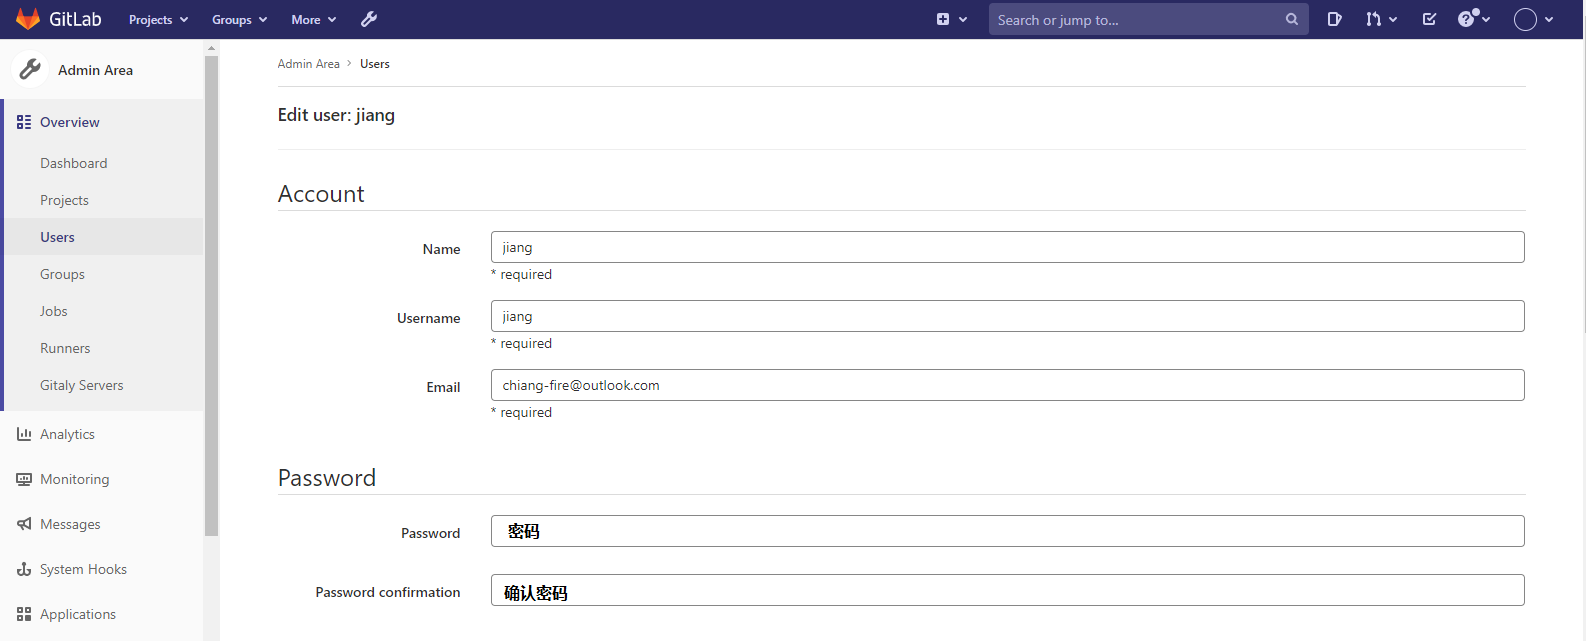 GitLab Projects Groups More Search or jump to...
Admin Area
Overview
Dashboard
Projects
Users
Groups
Jobs
Runners
Gitaly Servers
Analytics
Monitoring
Messages
System Hooks
Applications
Admin Area > Users
Edit user: jiang
Account
Name jiang
* required
Username jiang
* required
Email chiang-fire@outlook.com
* required
Password
Password 密码
Password confirmation 确认密码